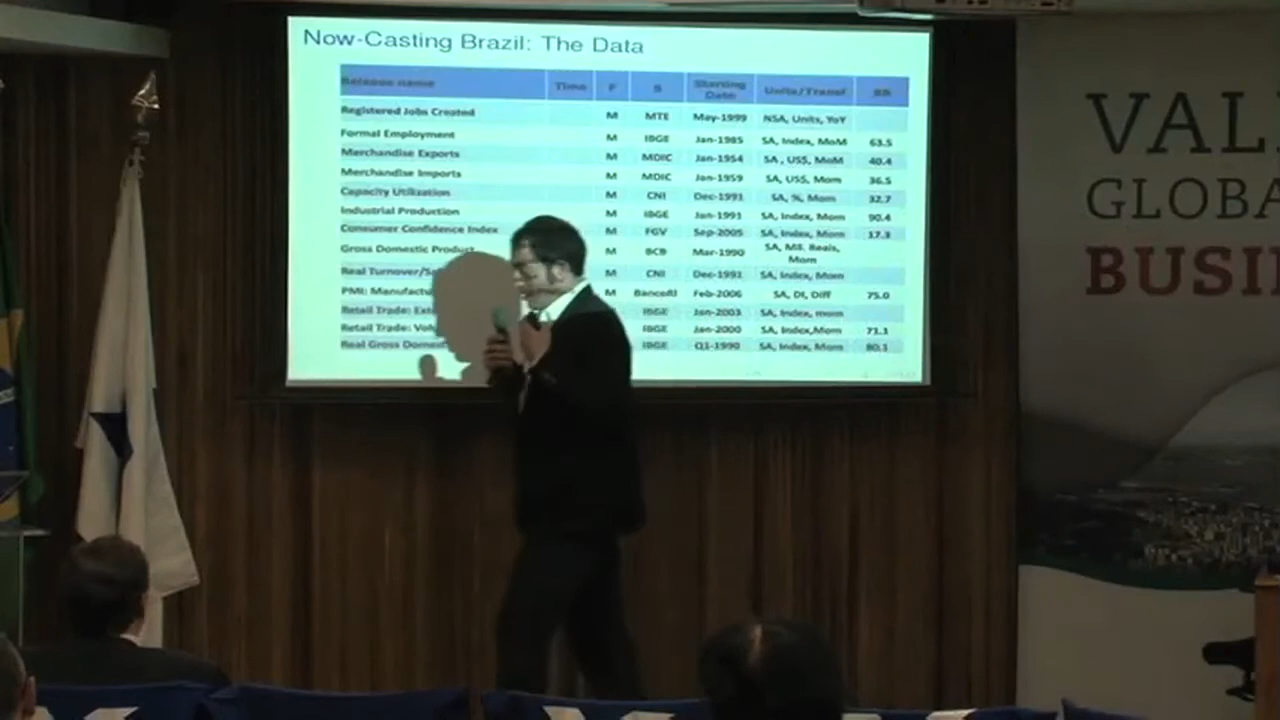 Now-Casting Brazil: The Data
Release name Time F S Starting Date Units/Transf BB
Registered Jobs Created M MTE May-1999 NSA, Units, YoY
Formal Employment M IBGE Jan-1985 SA, Index, MoM 63.5
Merchandise Exports M MDIC Jan-1954 SA, US$, MoM 40.4
Merchandise Imports M MDIC Jan-1959 SA, US$, Mom 36.5
Capacity Utilization M CNI Dec-1991 SA, %, Mom 32.7
Industrial Production M IBGE Jan-1991 SA, Index, Mom 90.4
Consumer Confidence Index M FGV Sep-2005 SA, Index, Mom 17.3
Gross Domestic Product M BCB Mar-1990 SA, Mil. Reais, Mom
Real Turnover/Sa M CNI Dec-1991 SA, Index, Mom
PMI: Manufactu M BancoRJ Feb-2006 SA, DI, Diff 75.0
Retail Trade: Ext IBGE Jan-2003 SA, Index, mom
Retail Trade: Volu IBGE Jan-2000 SA, Index,Mom 71.1
Real Gross Domest IBGE Q1-1990 SA, Index, Mom 80.1
VAL
GLOBA
BUSI